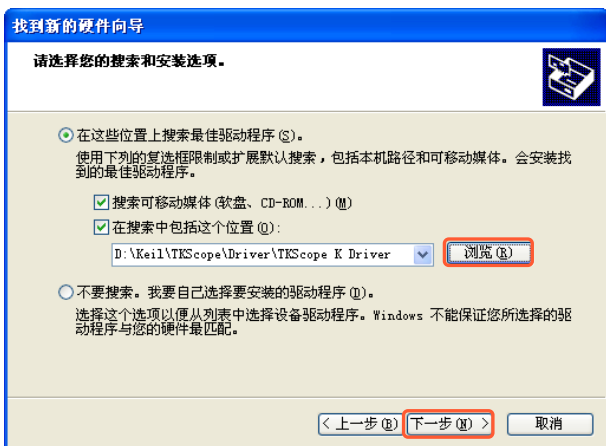 找到新的硬件向导
请选择您的搜索和安装选项。
在这些位置上搜索最佳驱动程序(S)。
使用下列的复选框限制或扩展默认搜索，包括本机路径和可移动媒体。会安装找
到的最佳驱动程序。
搜索可移动媒体(软盘、CD-ROM...)(M)
在搜索中包括这个位置(O):
D:\Keil\TKScope\Driver\TKScope K Driver
浏览(R)
不要搜索。我要自己选择要安装的驱动程序(D)。
选择这个选项以便从列表中选择设备驱动程序。Windows 不能保证您所选择的驱
动程序与您的硬件最匹配。
< 上一步(B) 下一步(N) > 取消